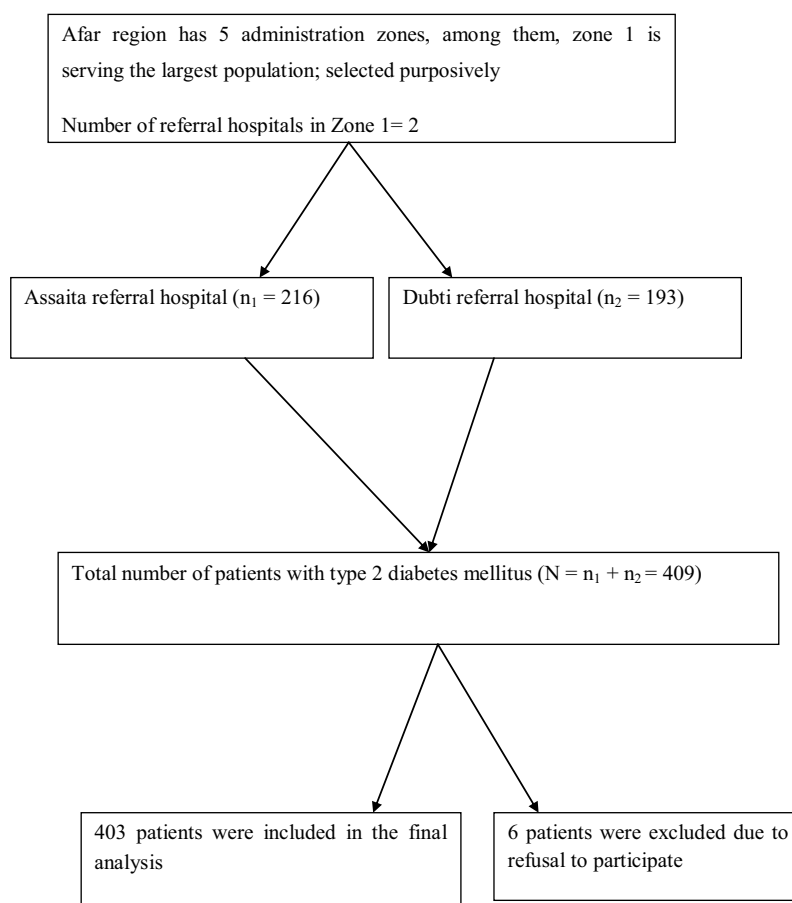 Afar region has 5 administration zones, among them, zone 1 is
serving the largest population; selected purposively
Number of referral hospitals in Zone 1= 2
Assaita referral hospital (n₁ = 216)
Dubti referral hospital (n₂ = 193)
Total number of patients with type 2 diabetes mellitus (N = n₁ + n₂ = 409)
403 patients were included in the final
analysis
6 patients were excluded due to
refusal to participate